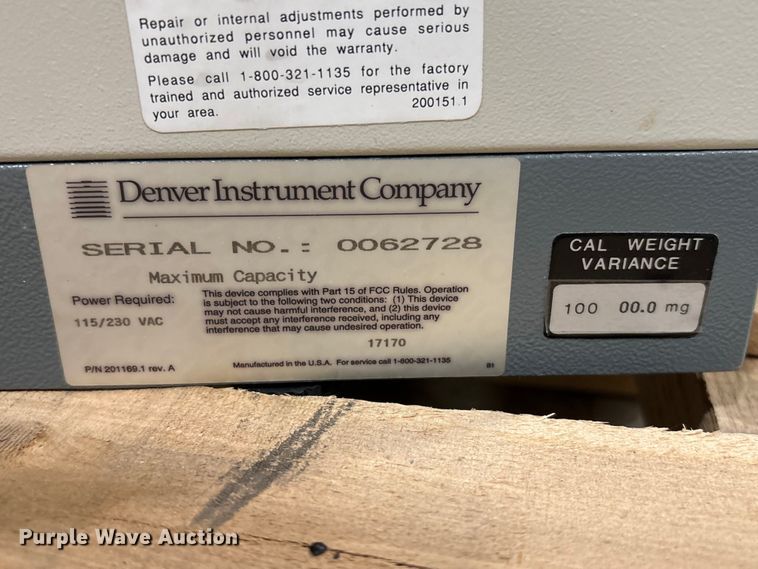 Repair or internal adjustments performed by
unauthorized personnel may cause serious
damage and will void the warranty.
Please call 1-800-321-1135 for the factory
trained and authorized service representative in
your area. 200151.1
Denver Instrument Company
SERIAL NO.: 0062728
Maximum Capacity
Power Required:
115/230 VAC
This device complies with Part 15 of FCC Rules. Operation
is subject to the following two conditions: (1) This device
may not cause harmful interference, and (2) this device
must accept any interference received, including any
interference that may cause undesired operation.
17170
P/N 201169.1 rev. A Manufactured in the U.S.A. For service call 1-800-321-1135 B1
CAL WEIGHT
VARIANCE
100 00.0 mg
Purple Wave Auction